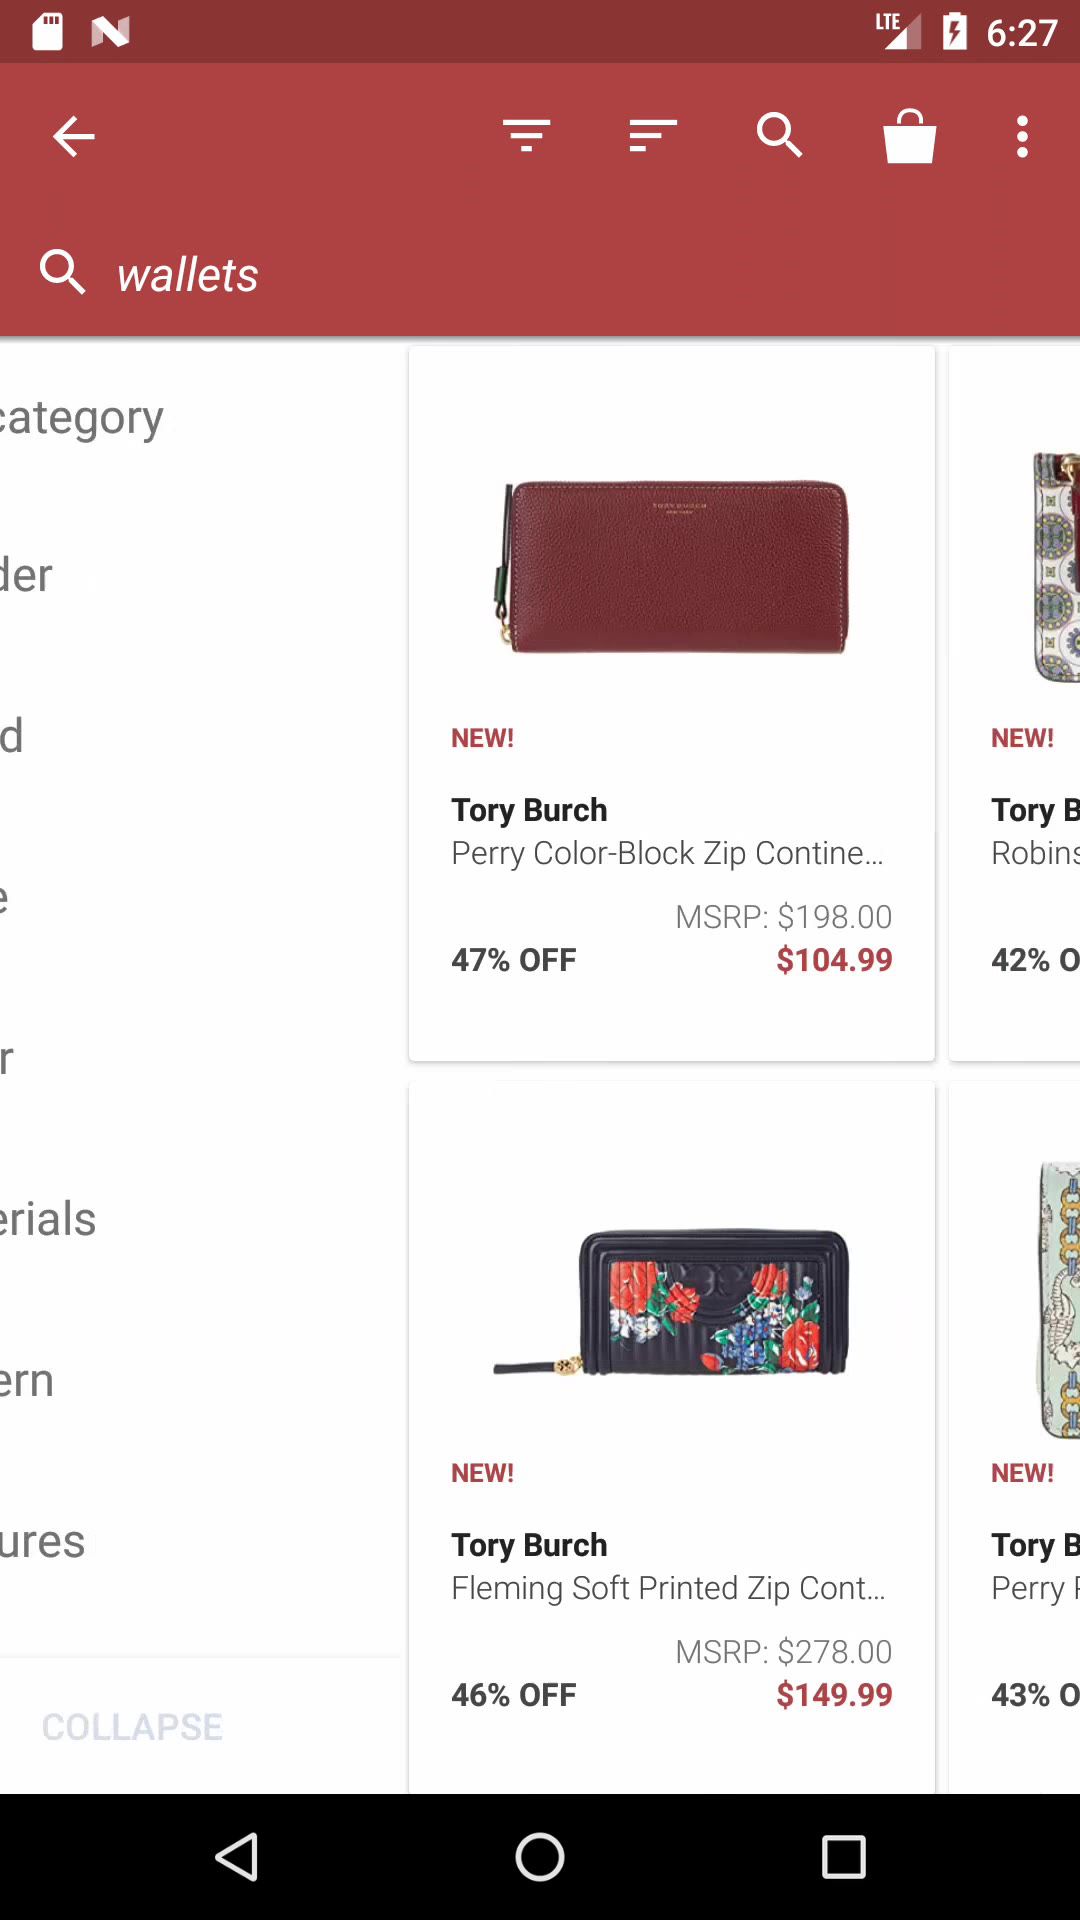 LTE 6:27
wallets
category
der
d
e
r
erials
ern
ures
COLLAPSE
TORY BURCH
NEW!
Tory Burch
Perry Color-Block Zip Contine...
MSRP: $198.00
47% OFF $104.99
NEW!
Tory B
Robins
42% O
NEW!
Tory Burch
Fleming Soft Printed Zip Cont...
MSRP: $278.00
46% OFF $149.99
NEW!
Tory B
Perry
43% O